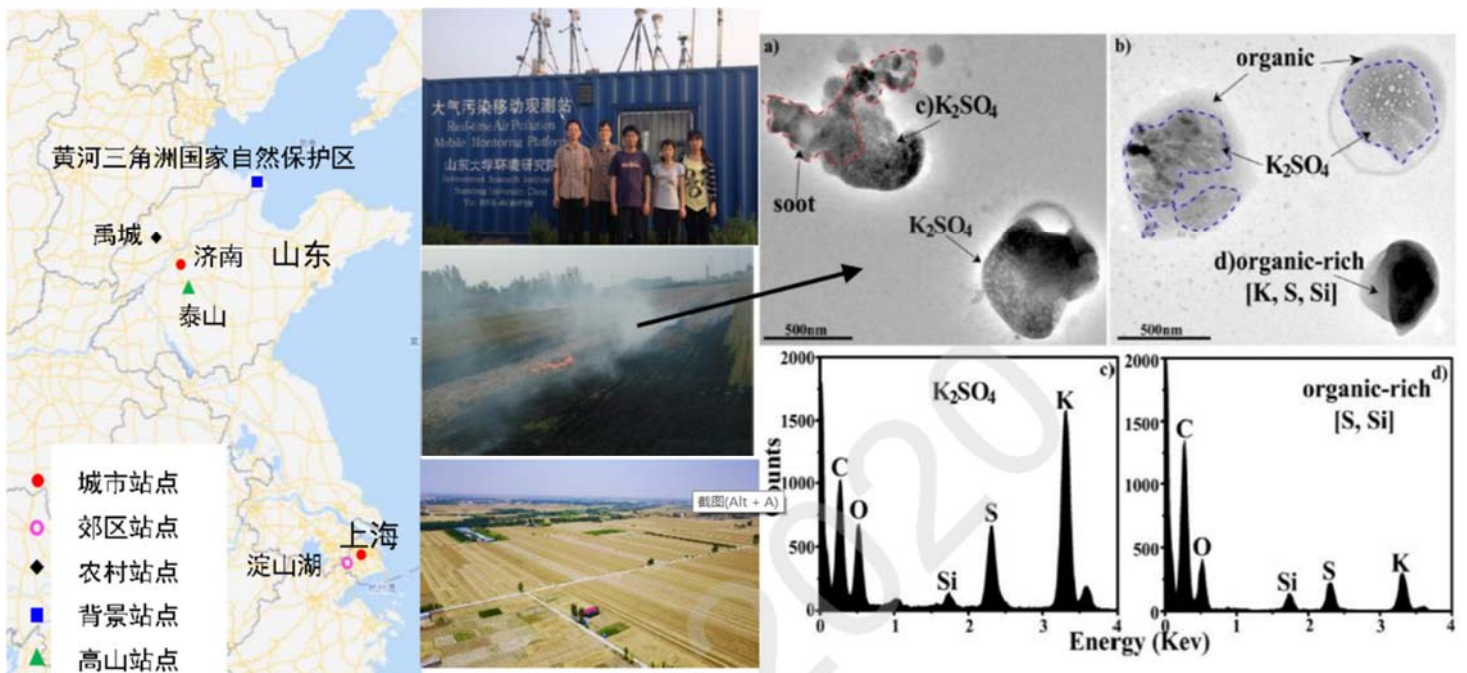 黄河三角洲国家自然保护区
禹城
济南
山东
泰山
上海
淀山湖
城市站点
郊区站点
农村站点
背景站点
高山站点
大气污染移动观测站
Real-time Air Pollution
Mobile Monitoring Platform
山东大学环境研究院
截图(Alt + A)
a)
c)K₂SO₄
soot
K₂SO₄
500nm
b)
organic
K₂SO₄
d)organic-rich
[K, S, Si]
500nm
2000
1500
1000
500
0
c)
K₂SO₄
C
O
Si
S
K
0 1 2 3 4
2000
1500
1000
500
0
d)
organic-rich
[S, Si]
C
O
Si
S
K
0 1 2 3 4
Energy (Kev)
2020